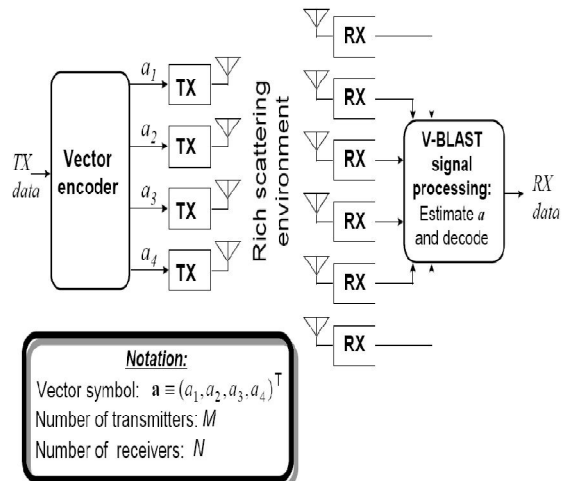 TX data
Vector encoder
a1
a2
a3
a4
TX
TX
TX
TX
Rich scattering environment
RX
RX
RX
RX
RX
RX
V-BLAST signal processing:
Estimate a and decode
RX data
Notation:
Vector symbol: a ≡ (a1,a2,a3,a4)T
Number of transmitters: M
Number of receivers: N